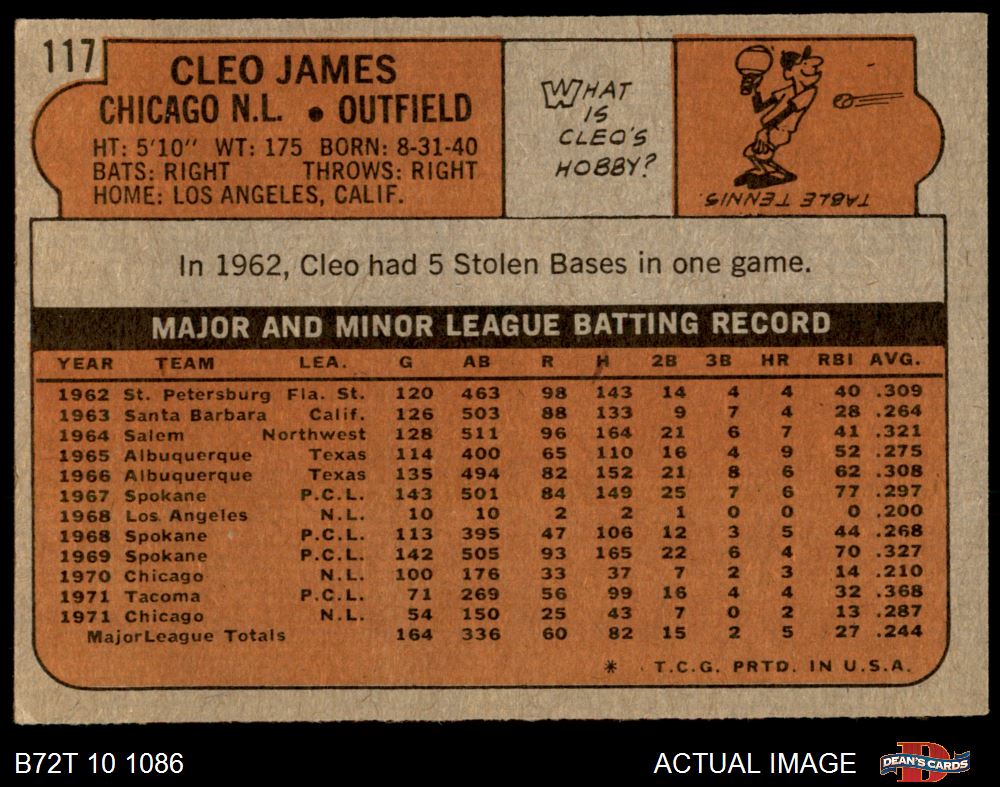 117
CLEO JAMES
CHICAGO N.L. • OUTFIELD
HT: 5'10" WT: 175 BORN: 8-31-40
BATS: RIGHT THROWS: RIGHT
HOME: LOS ANGELES, CALIF.
WHAT
IS
CLEO'S
HOBBY?
TABLE TENNIS.
In 1962, Cleo had 5 Stolen Bases in one game.
MAJOR AND MINOR LEAGUE BATTING RECORD
YEAR TEAM LEA. G AB R H 2B 3B HR RBI AVG.
1962 St. Petersburg Fla. St. 120 463 98 143 14 4 4 40 .309
1963 Santa Barbara Calif. 126 503 88 133 9 7 4 28 .264
1964 Salem Northwest 128 511 96 164 21 6 7 41 .321
1965 Albuquerque Texas 114 400 65 110 16 4 9 52 .275
1966 Albuquerque Texas 135 494 82 152 21 8 6 62 .308
1967 Spokane P.C.L. 143 501 84 149 25 7 6 77 .297
1968 Los Angeles N.L. 10 10 2 2 1 0 0 0 .200
1968 Spokane P.C.L. 113 395 47 106 12 3 5 44 .268
1969 Spokane P.C.L. 142 505 93 165 22 6 4 70 .327
1970 Chicago N.L. 100 176 33 37 7 2 3 14 .210
1971 Tacoma P.C.L. 71 269 56 99 16 4 4 32 .368
1971 Chicago N.L. 54 150 25 43 7 0 2 13 .287
Major League Totals 164 336 60 82 15 2 5 27 .244
* T.C.G. PRTD. IN U.S.A.
B72T 10 1086
ACTUAL IMAGE
D
DEAN'S CARDS